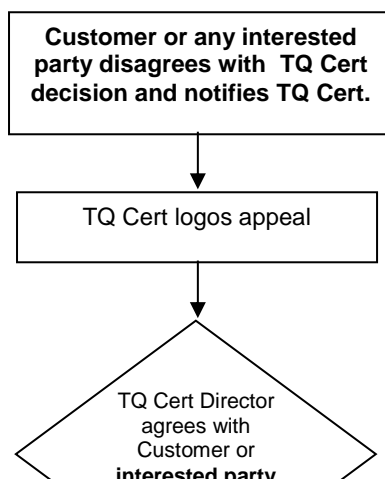 Customer or any interested
party disagrees with TQ Cert
decision and notifies TQ Cert.
TQ Cert logos appeal
TQ Cert Director
agrees with
Customer or
interested party